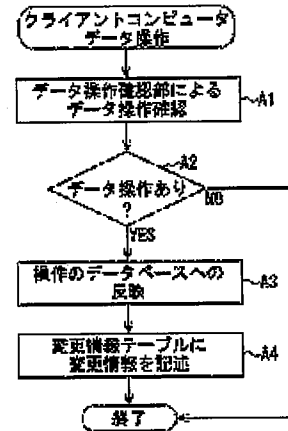 クライアントコンピュータ
データ操作
データ操作確認部による
データ操作確認
A1
A2
データ操作あり
?
NO
YES
操作のデータベースへの
反映
A3
変更情報テーブルに
変更情報を記述
A4
終了